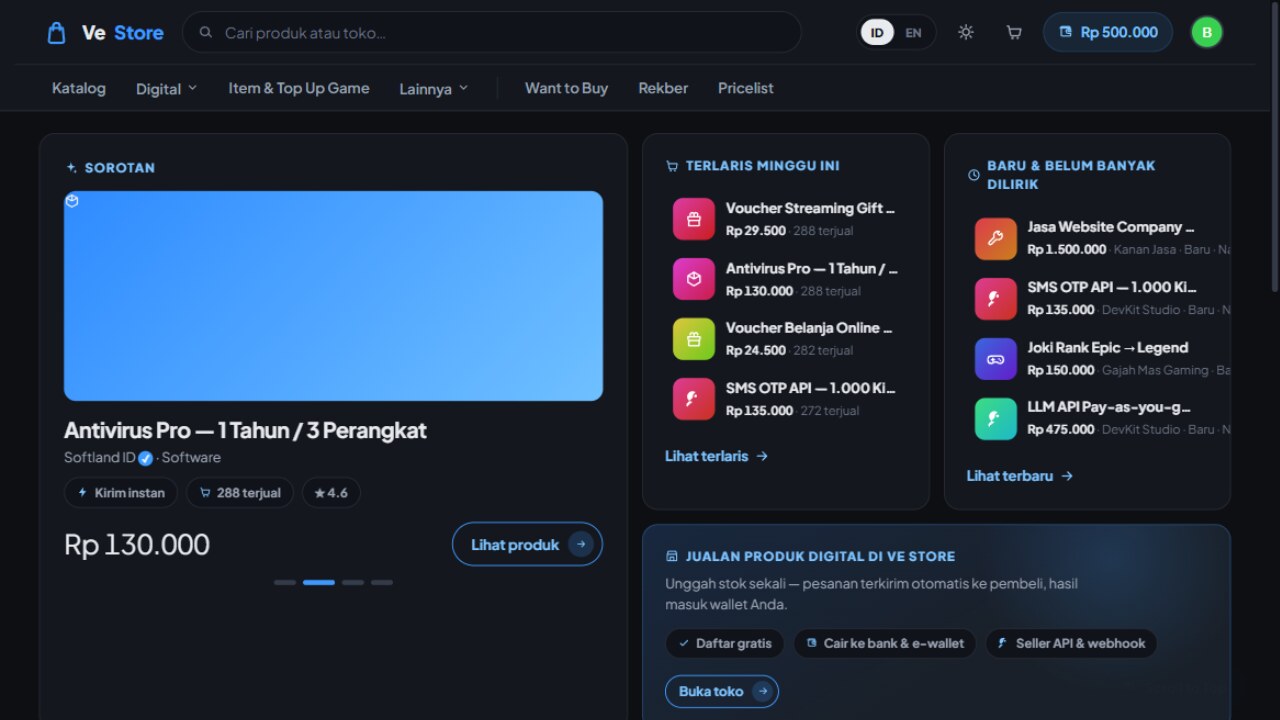 Ve Store
Cari produk atau toko...
ID EN
Rp 500.000
B
Katalog Digital Item & Top Up Game Lainnya Want to Buy Rekber Pricelist
SOROTAN
Antivirus Pro — 1 Tahun / 3 Perangkat
Softland ID · Software
Kirim instan 288 terjual ★ 4.6
Rp 130.000
Lihat produk →
TERLARIS MINGGU INI
Voucher Streaming Gift ...
Rp 29.500 · 288 terjual
Antivirus Pro — 1 Tahun / ...
Rp 130.000 · 288 terjual
Voucher Belanja Online ...
Rp 24.500 · 282 terjual
SMS OTP API — 1.000 Ki...
Rp 135.000 · 272 terjual
Lihat terlaris →
BARU & BELUM BANYAK
DILIRIK
Jasa Website Company ...
Rp 1.500.000 · Kanan Jasa · Baru · Na
SMS OTP API — 1.000 Ki...
Rp 135.000 · DevKit Studio · Baru · N
Joki Rank Epic → Legend
Rp 150.000 · Gajah Mas Gaming · Ba
LLM API Pay-as-you-g...
Rp 475.000 · DevKit Studio · Baru · N
Lihat terbaru →
JUALAN PRODUK DIGITAL DI VE STORE
Unggah stok sekali — pesanan terkirim otomatis ke pembeli, hasil
masuk wallet Anda.
Daftar gratis Cair ke bank & e-wallet Seller API & webhook
Buka toko →